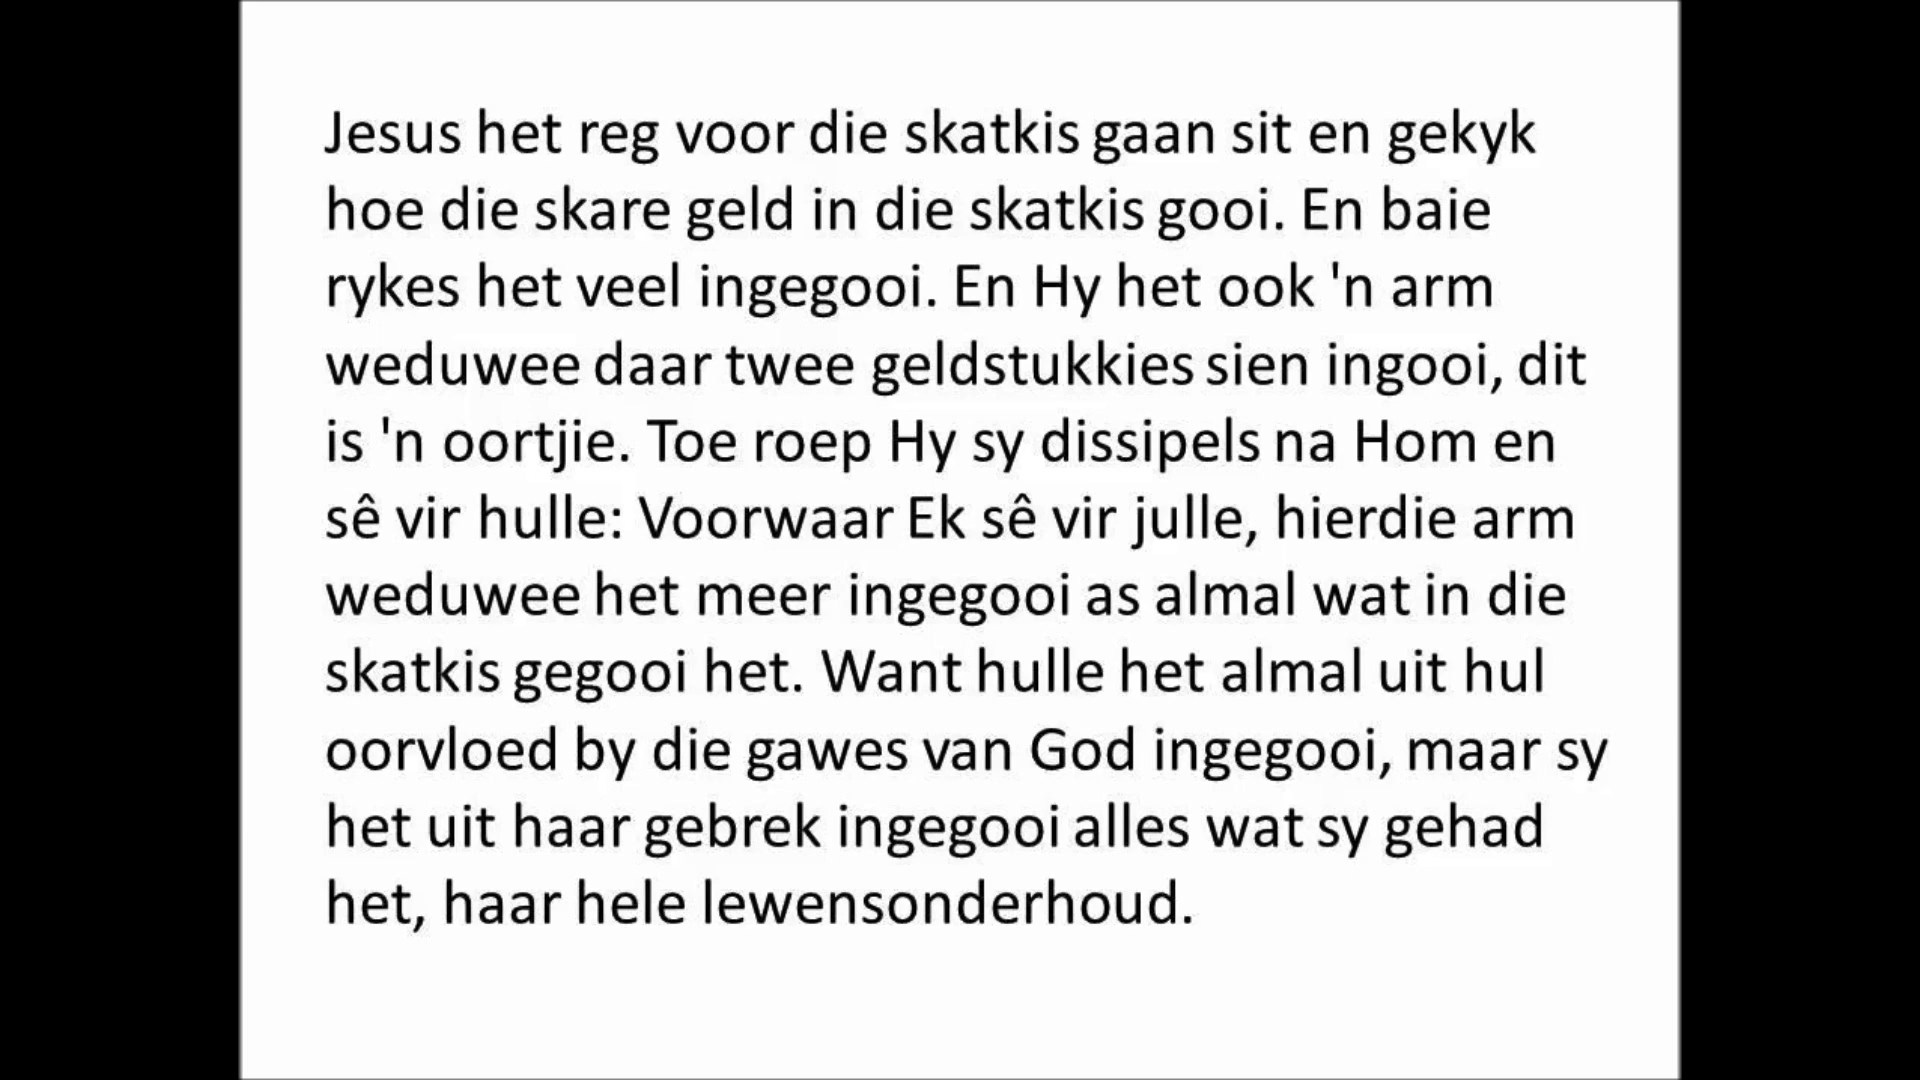 Jesus het reg voor die skatkis gaan sit en gekyk
hoe die skare geld in die skatkis gooi. En baie
rykes het veel ingegooi. En Hy het ook 'n arm
weduwee daar twee geldstukkies sien ingooi, dit
is 'n oortjie. Toe roep Hy sy dissipels na Hom en
sê vir hulle: Voorwaar Ek sê vir julle, hierdie arm
weduwee het meer ingegooi as almal wat in die
skatkis gegooi het. Want hulle het almal uit hul
oorvloed by die gawes van God ingegooi, maar sy
het uit haar gebrek ingegooi alles wat sy gehad
het, haar hele lewensonderhoud.